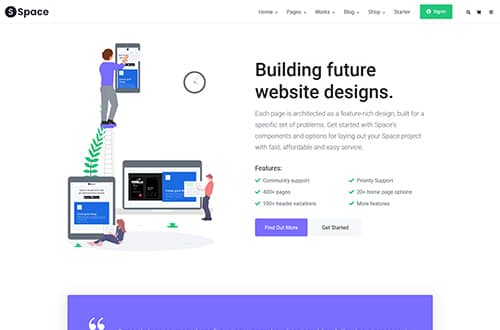 S Space
Home Pages Works Blog Shop Starter Sign in
Building future
website designs.
Each page is architected as a feature-rich design, built for a
specific set of problems. Get started with Space's
components and options for laying out your Space project
with fast, affordable and easy service.
Features:
Community support Priority Support
400+ pages 20+ home page options
100+ header variations More features
Find Out More Get Started